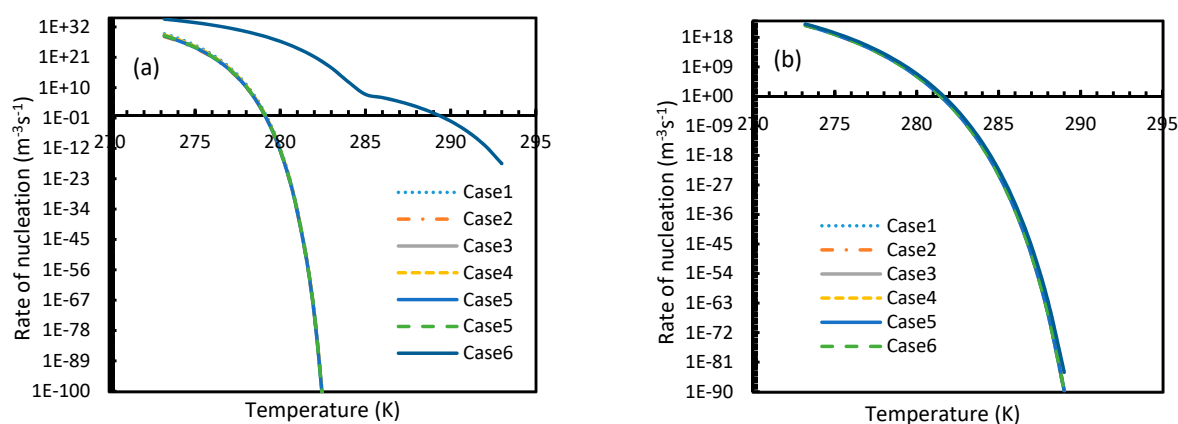 (a)
Rate of nucleation (m⁻³s⁻¹)
1E+32
1E+21
1E+10
1E-01
1E-12
1E-23
1E-34
1E-45
1E-56
1E-67
1E-78
1E-89
1E-100
270 275 280 285 290 295
Case1
Case2
Case3
Case4
Case5
Case5
Case6
Temperature (K)
(b)
Rate of nucleation (m⁻³s⁻¹)
1E+18
1E+09
1E+00
1E-09
1E-18
1E-27
1E-36
1E-45
1E-54
1E-63
1E-72
1E-81
1E-90
270 275 280 285 290 295
Case1
Case2
Case3
Case4
Case5
Case6
Temperature (K)